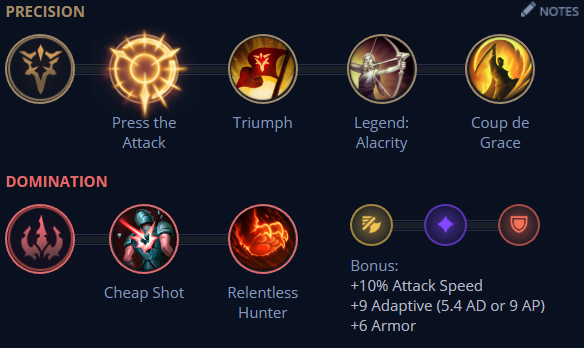 PRECISION
NOTES
Press the
Attack
Triumph
Legend:
Alacrity
Coup de
Grace
DOMINATION
Cheap Shot
Relentless
Hunter
Bonus:
+10% Attack Speed
+9 Adaptive (5.4 AD or 9 AP)
+6 Armor